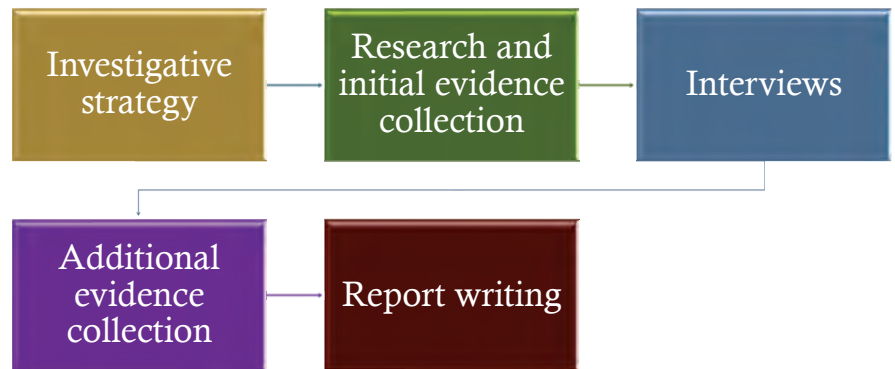 Investigative
strategy
Research and
initial evidence
collection
Interviews
Additional
evidence
collection
Report writing